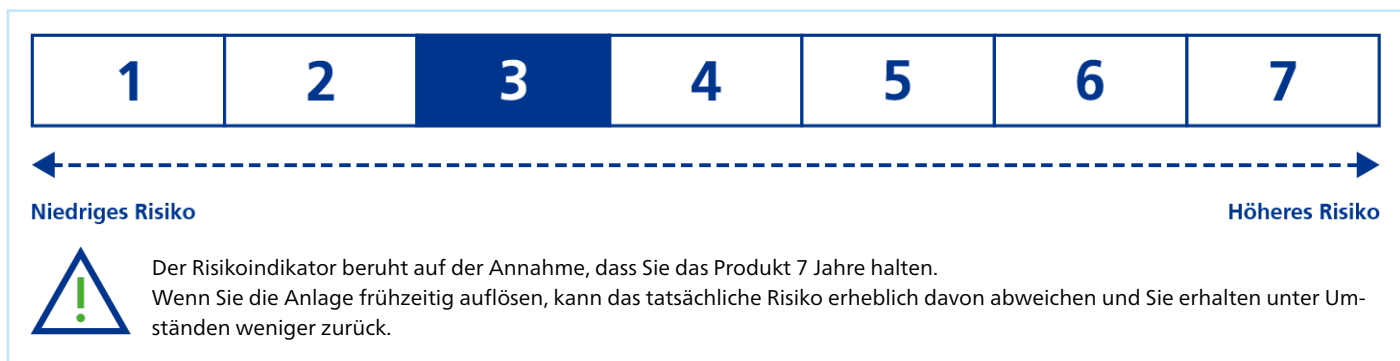 1 2 3 4 5 6 7
Niedriges Risiko Höheres Risiko
Der Risikoindikator beruht auf der Annahme, dass Sie das Produkt 7 Jahre halten.
Wenn Sie die Anlage frühzeitig auflösen, kann das tatsächliche Risiko erheblich davon abweichen und Sie erhalten unter Um-
ständen weniger zurück.